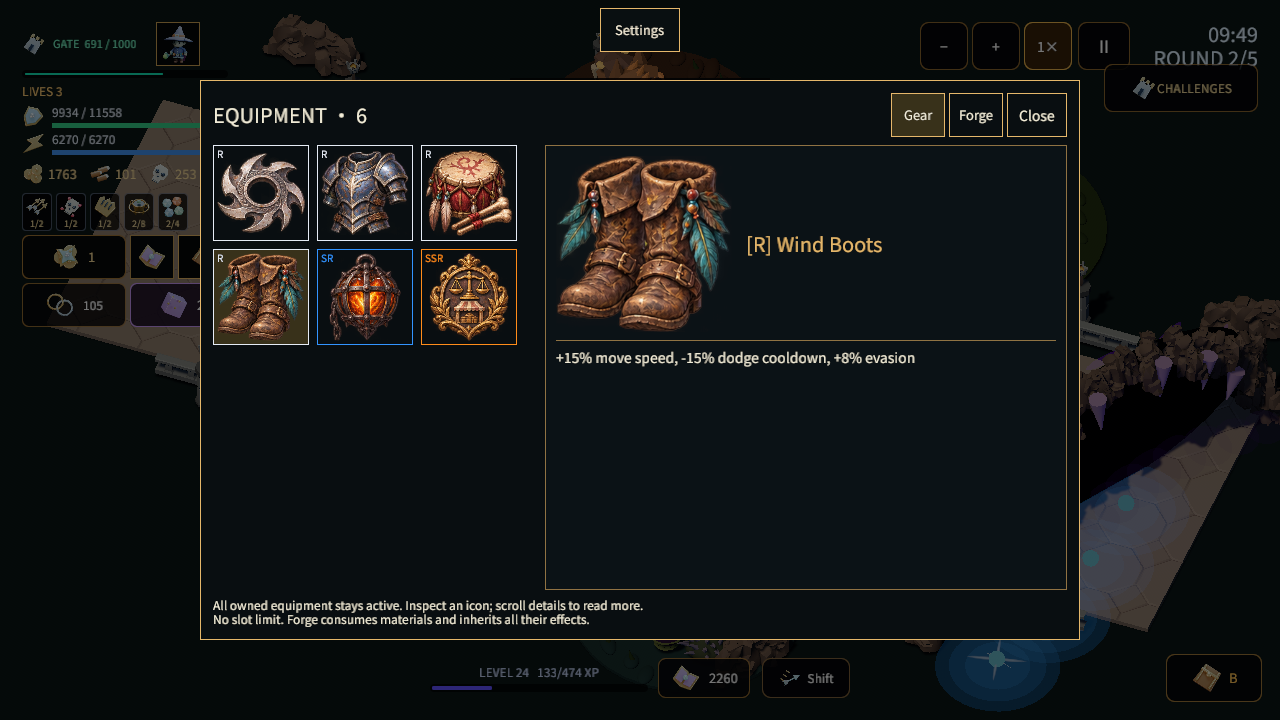 Settings
GATE 691 / 1000
− + 1× II
09:49
ROUND 2/5
CHALLENGES
LIVES 3
9934 / 11558
6270 / 6270
1763 101 253
1/2 1/2 1/2 2/8 2/4
1
105
EQUIPMENT • 6
Gear Forge Close
R R R
R SR SSR
[R] Wind Boots
+15% move speed, -15% dodge cooldown, +8% evasion
All owned equipment stays active. Inspect an icon; scroll details to read more.
No slot limit. Forge consumes materials and inherits all their effects.
LEVEL 24 133/474 XP
2260
Shift
B